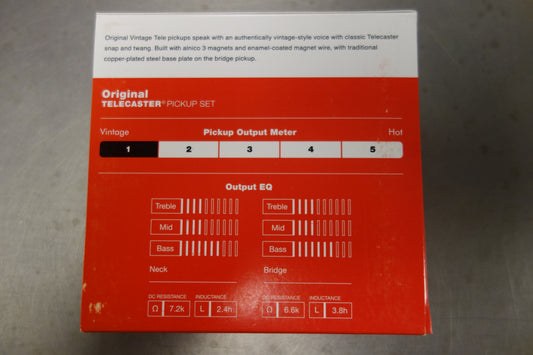 Original Vintage Tele pickups speak with an authentically vintage-style voice with classic Telecaster
snap and twang. Built with alnico 3 magnets and enamel-coated magnet wire, with traditional
copper-plated steel base plate on the bridge pickup.
Original
TELECASTER® PICKUP SET
Vintage Pickup Output Meter Hot
1 2 3 4 5
Output EQ
Treble Treble
Mid Mid
Bass Bass
Neck Bridge
DC RESISTANCE INDUCTANCE DC RESISTANCE INDUCTANCE
Ω 7.2k L 2.4h Ω 6.6k L 3.8h